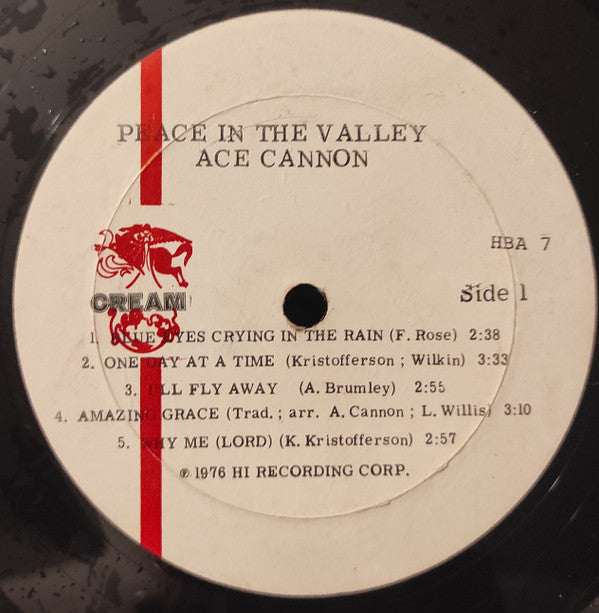 PEACE IN THE VALLEY
ACE CANNON
HBA 7
Side 1
CREAM
1. BLUE EYES CRYING IN THE RAIN (F. Rose) 2:38
2. ONE DAY AT A TIME (Kristofferson ; Wilkin) 3:33
3. I'LL FLY AWAY (A. Brumley) 2:55
4. AMAZING GRACE (Trad. ; arr. A. Cannon ; L. Willis) 3:10
5. WHY ME (LORD) (K. Kristofferson) 2:57
℗ 1976 HI RECORDING CORP.